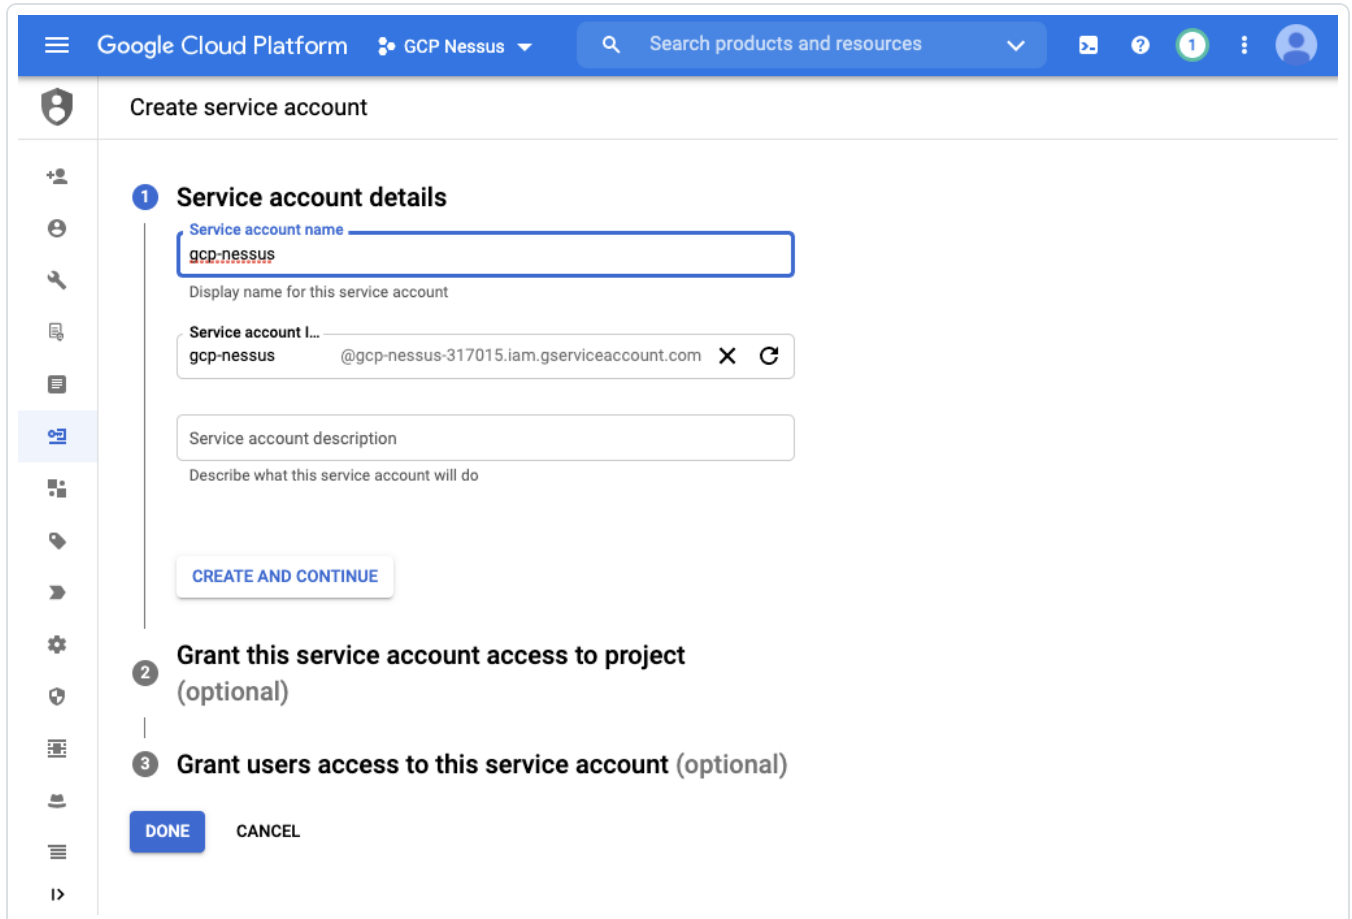 Google Cloud Platform GCP Nessus Search products and resources 1
Create service account
1 Service account details
Service account name
gcp-nessus
Display name for this service account
Service account I...
gcp-nessus @gcp-nessus-317015.iam.gserviceaccount.com
Service account description
Describe what this service account will do
CREATE AND CONTINUE
2 Grant this service account access to project
(optional)
3 Grant users access to this service account (optional)
DONE CANCEL